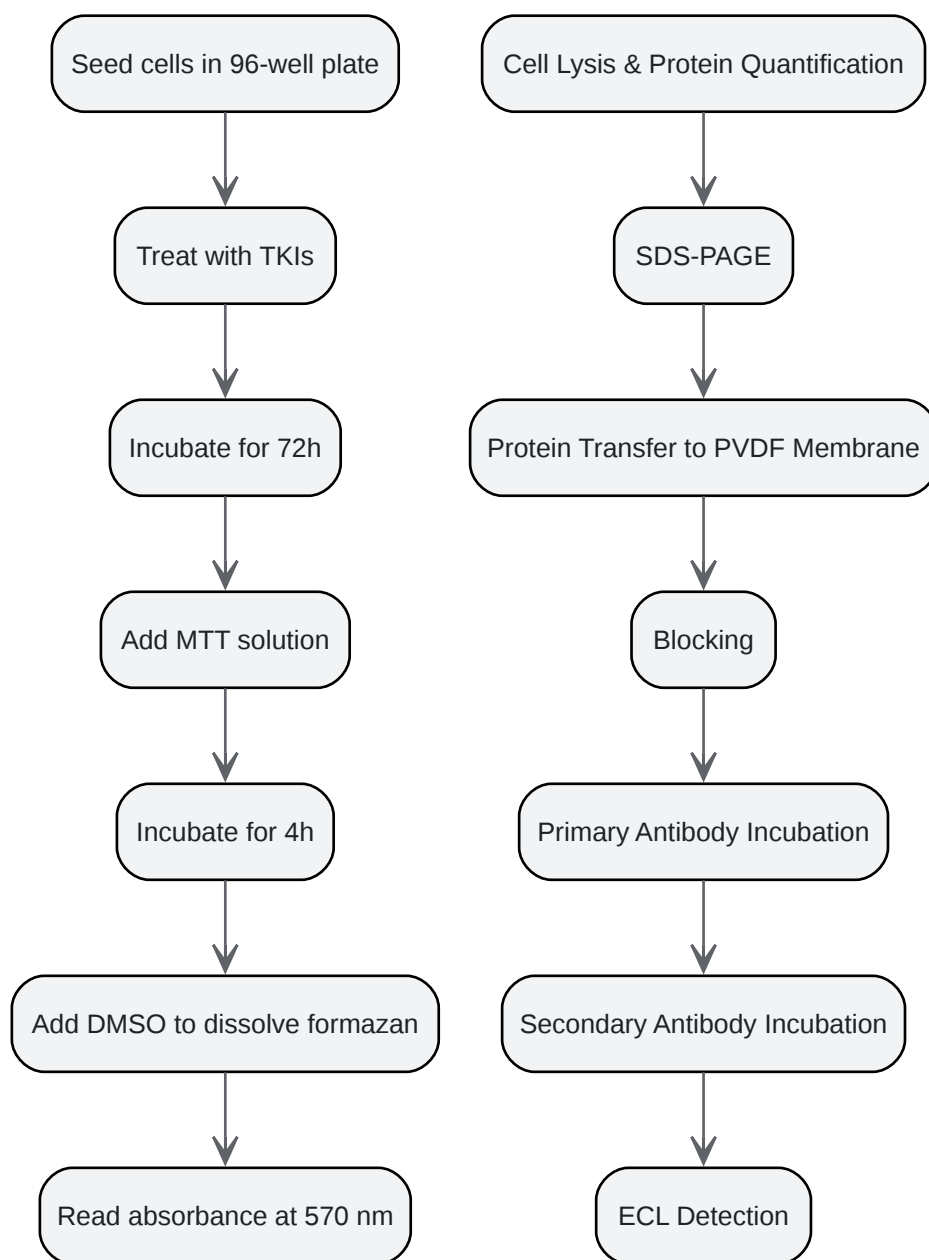 Seed cells in 96-well plate
Treat with TKIs
Incubate for 72h
Add MTT solution
Incubate for 4h
Add DMSO to dissolve formazan
Read absorbance at 570 nm
Cell Lysis & Protein Quantification
SDS-PAGE
Protein Transfer to PVDF Membrane
Blocking
Primary Antibody Incubation
Secondary Antibody Incubation
ECL Detection